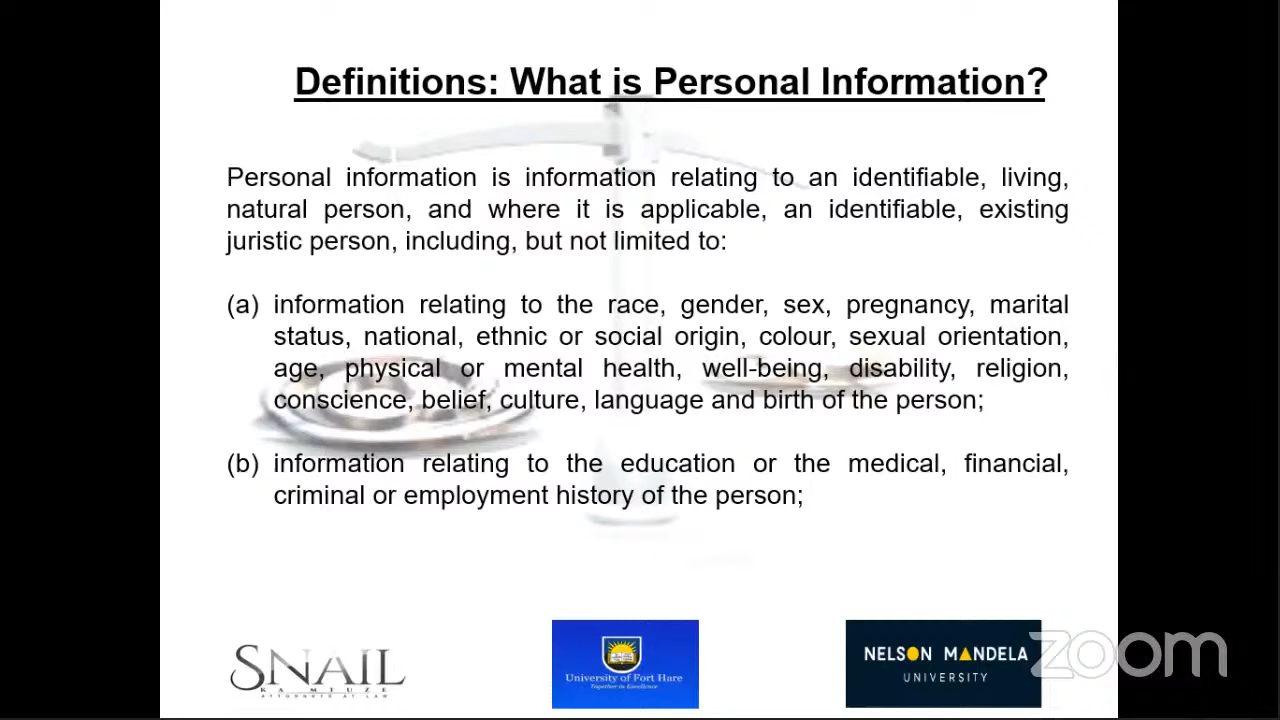 Definitions: What is Personal Information?
Personal information is information relating to an identifiable, living,
natural person, and where it is applicable, an identifiable, existing
juristic person, including, but not limited to:
(a) information relating to the race, gender, sex, pregnancy, marital
status, national, ethnic or social origin, colour, sexual orientation,
age, physical or mental health, well-being, disability, religion,
conscience, belief, culture, language and birth of the person;
(b) information relating to the education or the medical, financial,
criminal or employment history of the person;
SNAIL
KAMTUZE
ATTORNEYS AT LAW
University of Fort Hare
Together in Excellence
NELSON MANDELA
UNIVERSITY
zoom